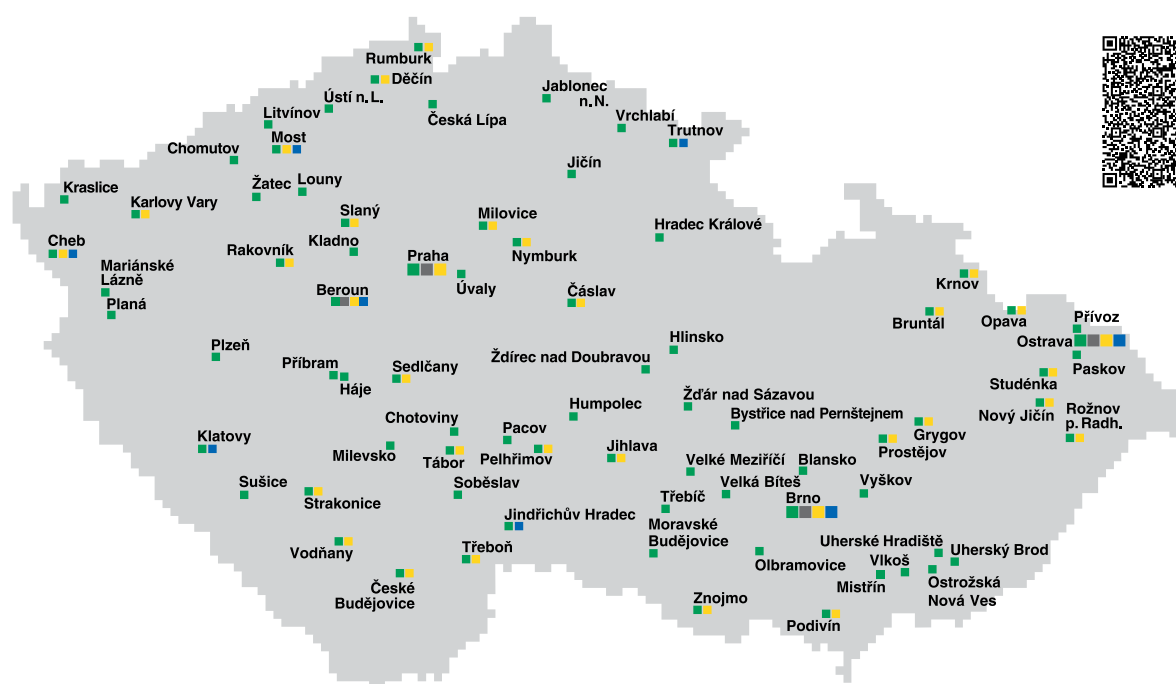 Rumburk
Děčín
Ústí n. L.
Jablonec
n. N.
Česká Lípa
Litvínov
Vrchlabí
Most
Trutnov
Chomutov
Jičín
Žatec
Louny
Kraslice
Karlovy Vary
Slaný
Milovice
Hradec Králové
Cheb
Rakovník
Kladno
Praha
Nymburk
Mariánské
Lázně
Úvaly
Krnov
Planá
Beroun
Čáslav
Bruntál
Opava
Přívoz
Ostrava
Plzeň
Hlinsko
Paskov
Příbram
Háje
Sedlčany
Ždírec nad Doubravou
Studénka
Žďár nad Sázavou
Nový Jičín
Rožnov
p. Radh.
Chotoviny
Humpolec
Bystřice nad Pernštejnem
Klatovy
Pacov
Grygov
Milevsko
Tábor
Pelhřimov
Jihlava
Prostějov
Velké Meziříčí
Blansko
Sušice
Soběslav
Velká Bíteš
Vyškov
Strakonice
Třebíč
Brno
Jindřichův Hradec
Moravské
Budějovice
Vodňany
Třeboň
Olbramovice
Uherské Hradiště
Uherský Brod
Vlkoš
Mistřín
Ostrožská
Nová Ves
České
Budějovice
Znojmo
Podivín